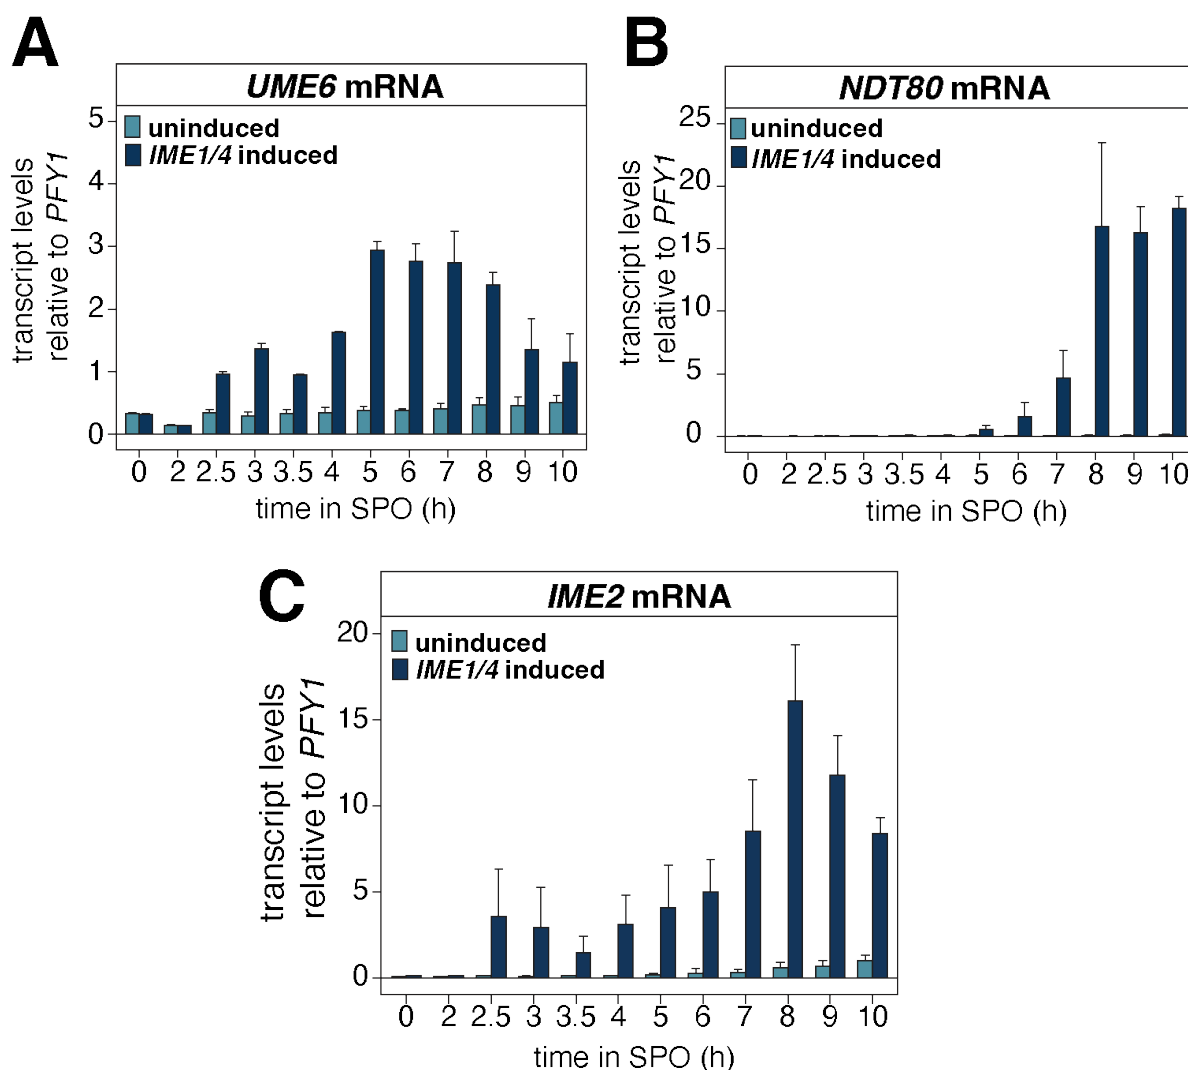 A
UME6 mRNA
uninduced
IME1/4 induced
transcript levels
relative to PFY1
5
4
3
2
1
0
0 2 2.5 3 3.5 4 5 6 7 8 9 10
time in SPO (h)
B
NDT80 mRNA
uninduced
IME1/4 induced
transcript levels
relative to PFY1
25
20
15
10
5
0
0 2 2.5 3 3.5 4 5 6 7 8 9 10
time in SPO (h)
C
IME2 mRNA
uninduced
IME1/4 induced
transcript levels
relative to PFY1
20
15
10
5
0
0 2 2.5 3 3.5 4 5 6 7 8 9 10
time in SPO (h)